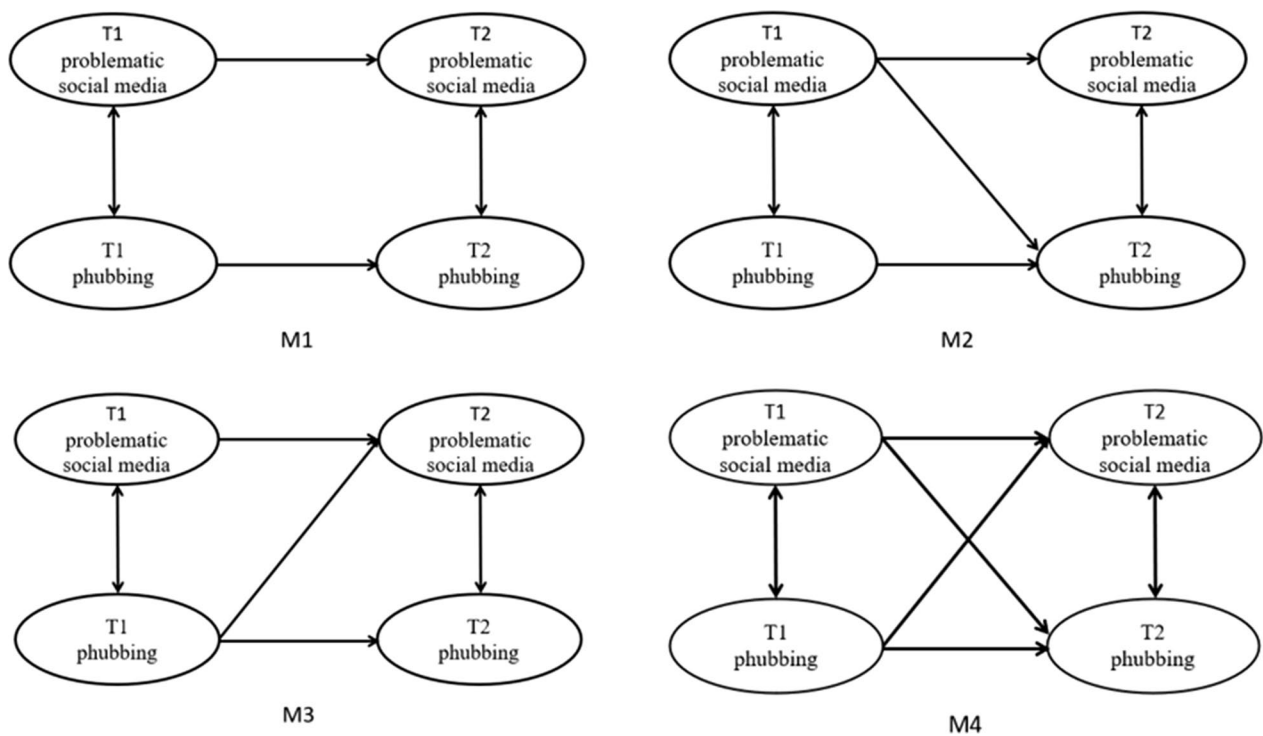 T1
problematic
social media
T2
problematic
social media
T1
phubbing
T2
phubbing
M1
T1
problematic
social media
T2
problematic
social media
T1
phubbing
T2
phubbing
M2
T1
problematic
social media
T2
problematic
social media
T1
phubbing
T2
phubbing
M3
T1
problematic
social media
T2
problematic
social media
T1
phubbing
T2
phubbing
M4